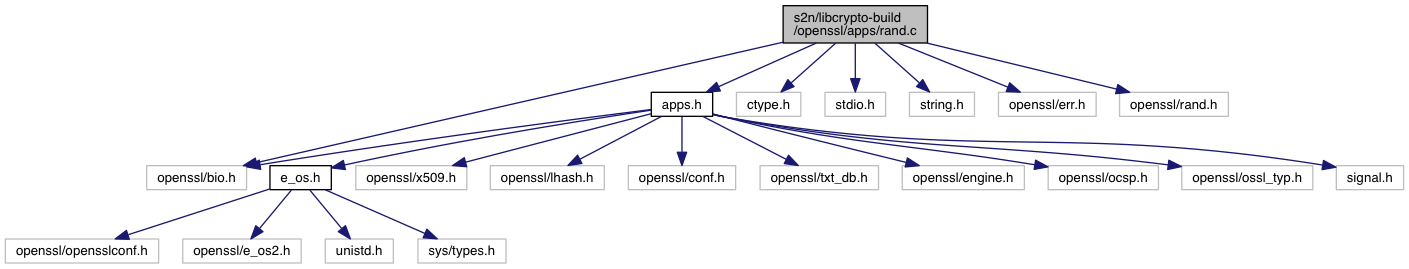 s2n/libcrypto-build
/openssl/apps/rand.c
apps.h
ctype.h
stdio.h
string.h
openssl/err.h
openssl/rand.h
openssl/bio.h
e_os.h
openssl/x509.h
openssl/lhash.h
openssl/conf.h
openssl/txt_db.h
openssl/engine.h
openssl/ocsp.h
openssl/ossl_typ.h
signal.h
openssl/opensslconf.h
openssl/e_os2.h
unistd.h
sys/types.h